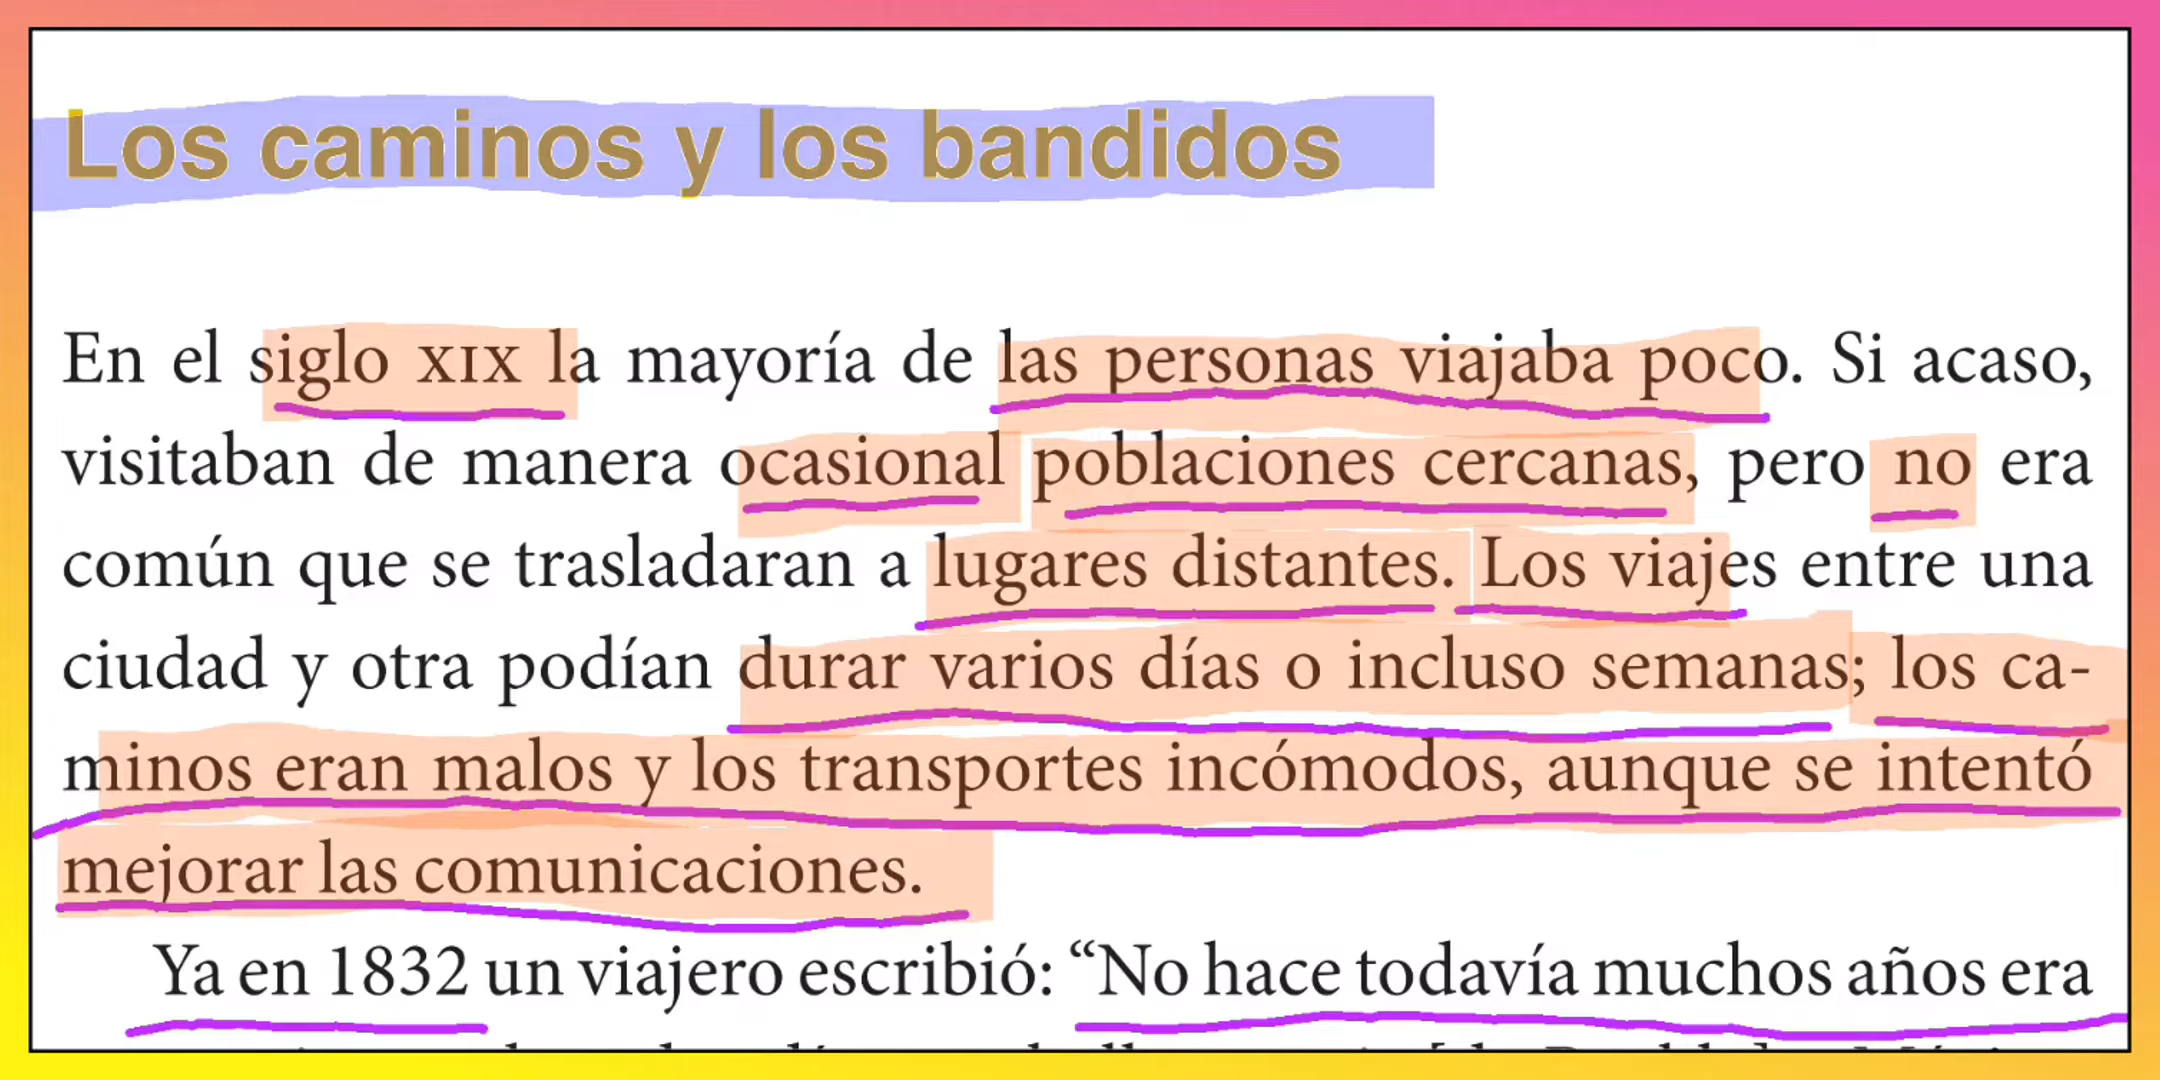 Los caminos y los bandidos
En el siglo XIX la mayoría de las personas viajaba poco. Si acaso,
visitaban de manera ocasional poblaciones cercanas, pero no era
común que se trasladaran a lugares distantes. Los viajes entre una
ciudad y otra podían durar varios días o incluso semanas; los ca-
minos eran malos y los transportes incómodos, aunque se intentó
mejorar las comunicaciones.
Ya en 1832 un viajero escribió: “No hace todavía muchos años era